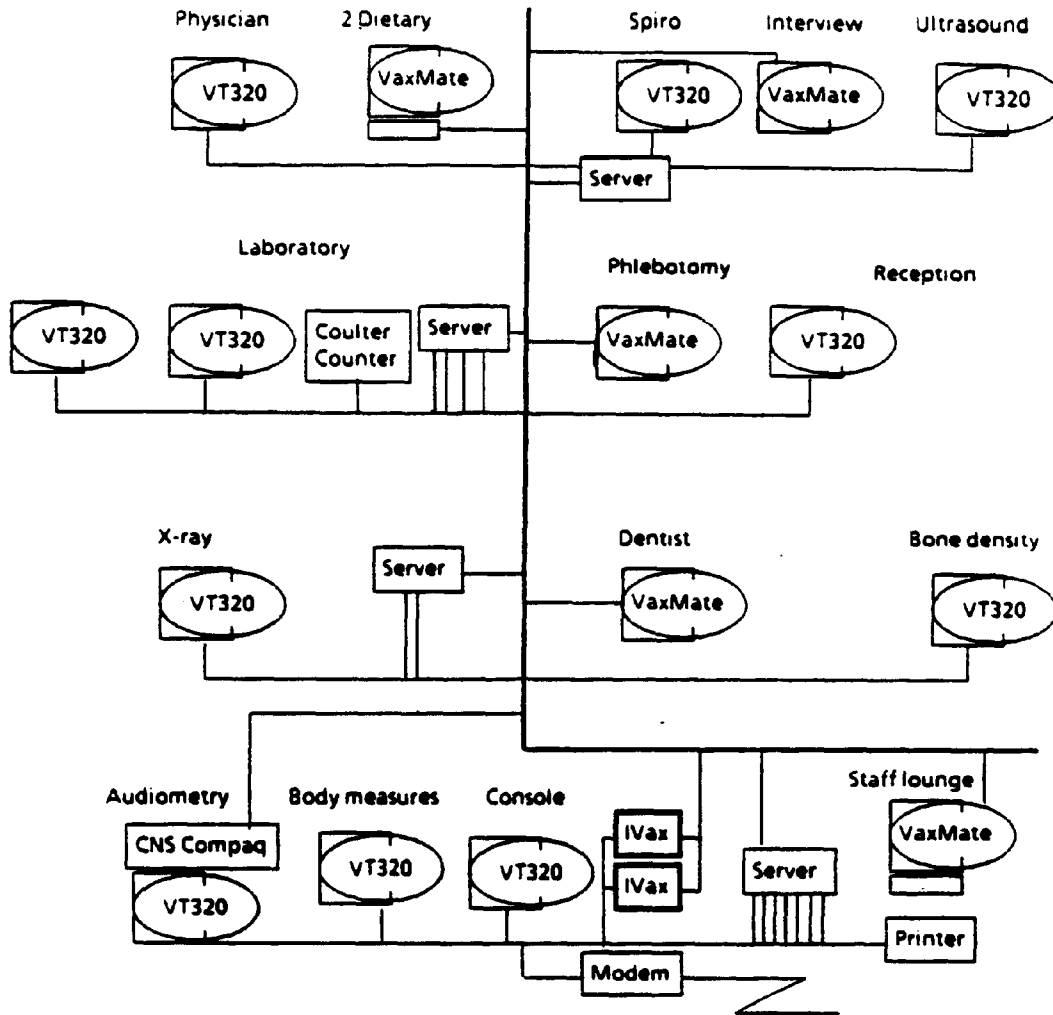 Physician
2 Dietary
Spiro
Interview
Ultrasound
VT320
VaxMate
VT320
VaxMate
VT320
Server
Laboratory
Phlebotomy
Reception
VT320
VT320
Coulter
Counter
Server
VaxMate
VT320
X-ray
Server
Dentist
Bone density
VT320
VaxMate
VT320
Audiometry
Body measures
Console
Staff lounge
CNS Compaq
VT320
VT320
VT320
IVax
IVax
Server
VaxMate
Printer
Modem